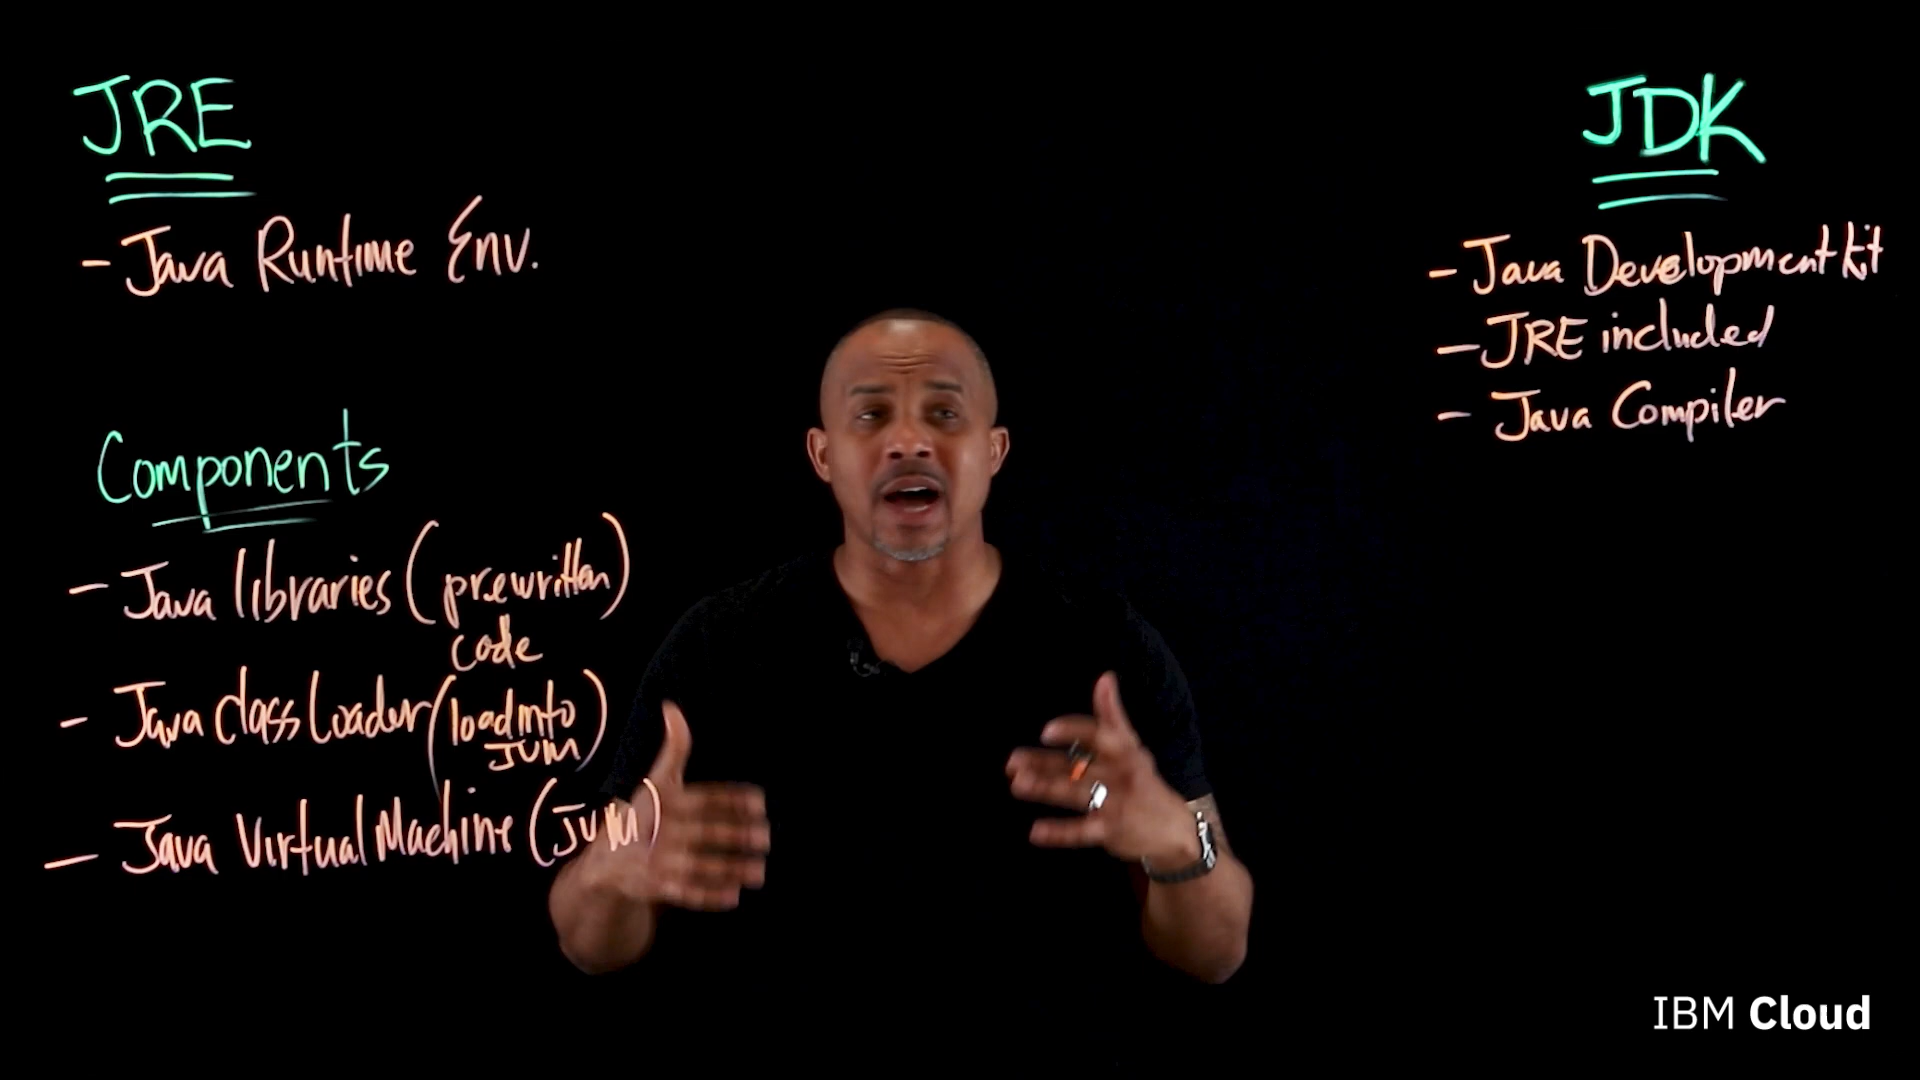 JRE
- Java Runtime Env.
Components
- Java libraries (prewritten)
code
- Java class Loader (load into
JVM)
- Java Virtual Machine (JVM)
JDK
- Java Development kit
- JRE included
- Java Compiler
IBM Cloud